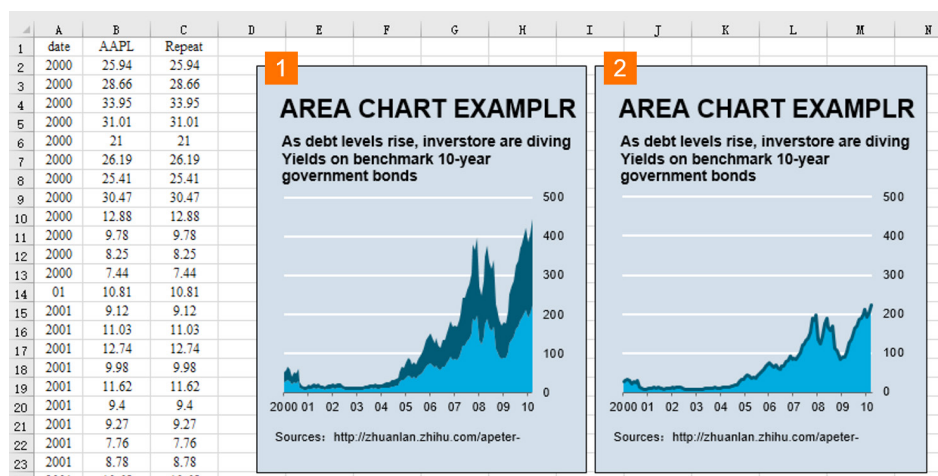 A B C D E F G H I J K L M N
1 date AAPL Repeat
2 2000 25.94 25.94
3 2000 28.66 28.66
4 2000 33.95 33.95
5 2000 31.01 31.01
6 2000 21 21
7 2000 26.19 26.19
8 2000 25.41 25.41
9 2000 30.47 30.47
10 2000 12.88 12.88
11 2000 9.78 9.78
12 2000 8.25 8.25
13 2000 7.44 7.44
14 01 10.81 10.81
15 2001 9.12 9.12
16 2001 11.03 11.03
17 2001 12.74 12.74
18 2001 9.98 9.98
19 2001 11.62 11.62
20 2001 9.4 9.4
21 2001 9.27 9.27
22 2001 7.76 7.76
23 2001 8.78 8.78
1
AREA CHART EXAMPLR
As debt levels rise, inverstore are diving
Yields on benchmark 10-year
government bonds
500
400
300
200
100
0
2000 01 02 03 04 05 06 07 08 09 10
Sources: http://zhuanlan.zhihu.com/apeter-
2
AREA CHART EXAMPLR
As debt levels rise, inverstore are diving
Yields on benchmark 10-year
government bonds
500
400
300
200
100
0
2000 01 02 03 04 05 06 07 08 09 10
Sources: http://zhuanlan.zhihu.com/apeter-